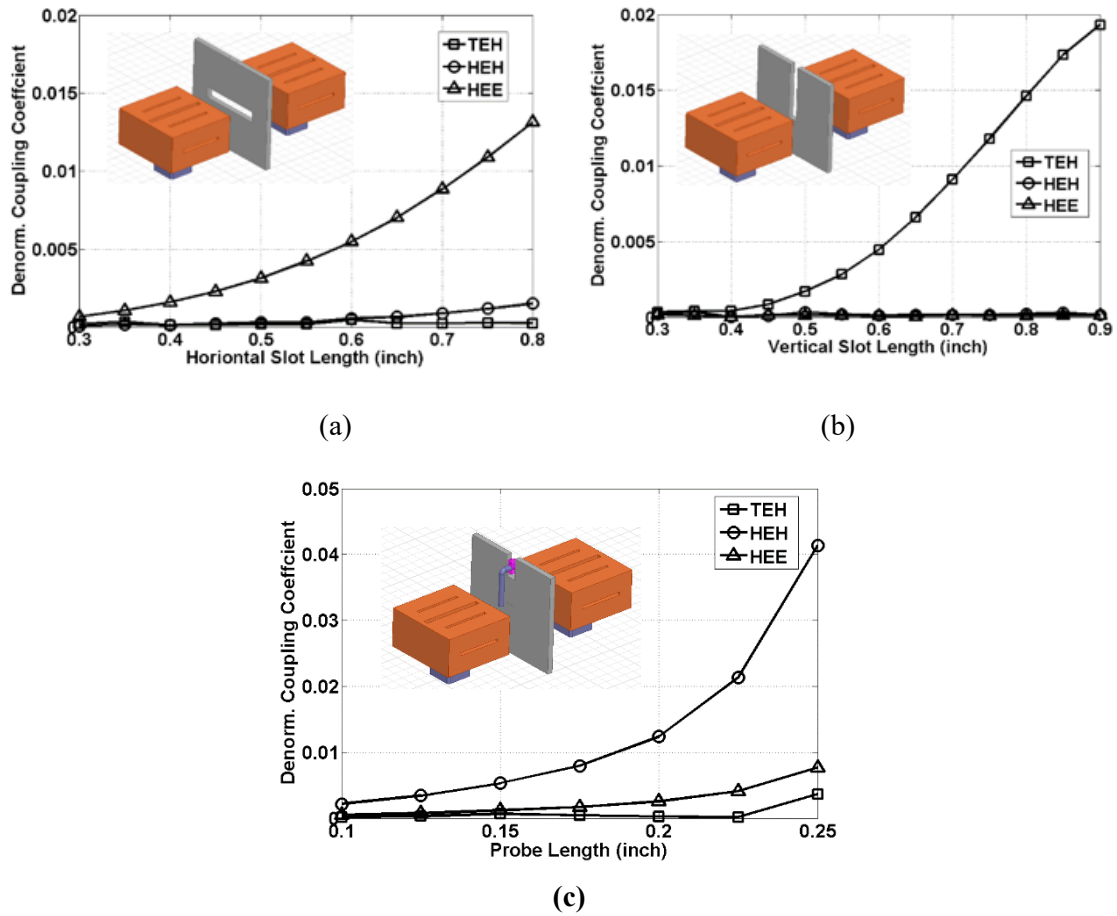 0.02
0.015
0.01
0.005
0
Denorm. Coupling Coeffcient
TEH
HEH
HEE
0.3 0.4 0.5 0.6 0.7 0.8
Horiontal Slot Length (inch)
(a)
0.02
0.015
0.01
0.005
0
Denorm. Coupling Coeffcient
TEH
HEH
HEE
0.3 0.4 0.5 0.6 0.7 0.8 0.9
Vertical Slot Length (inch)
(b)
0.05
0.04
0.03
0.02
0.01
0
Denorm. Coupling Coeffcient
TEH
HEH
HEE
0.1 0.15 0.2 0.25
Probe Length (inch)
(c)